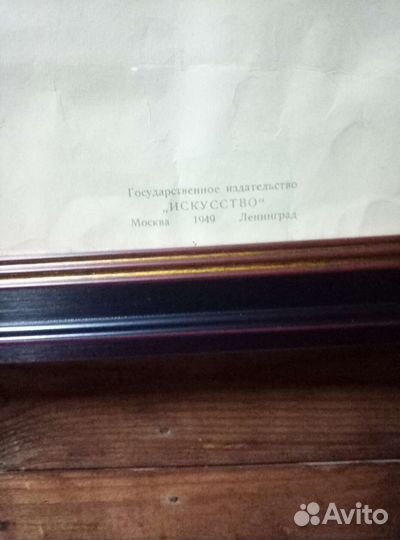 Государственное издательство
„ИСКУССТВО“
Москва 1949 Ленинград
Avito